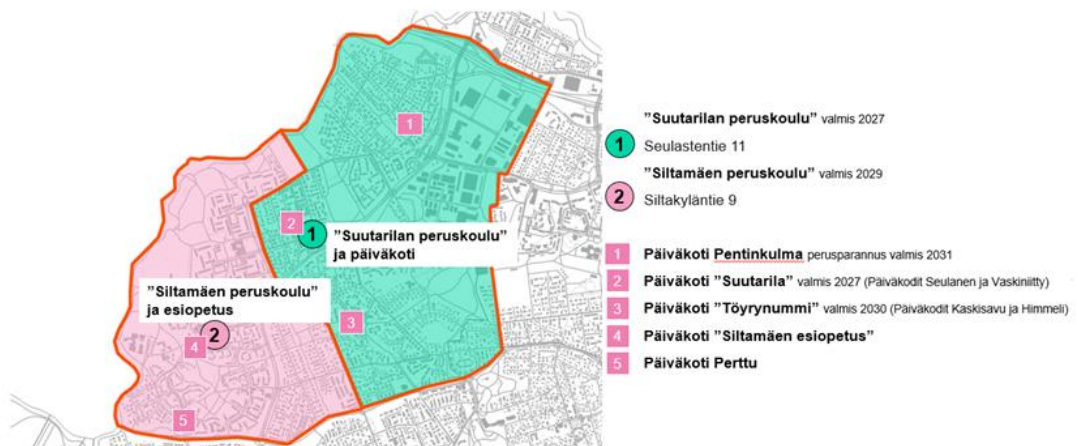 1
2
1
"Suutarilan peruskoulu"
ja päiväkoti
"Siltamäen peruskoulu"
ja esiopetus
3
2
4
5
"Suutarilan peruskoulu" valmis 2027
1 Seulastentie 11
"Siltamäen peruskoulu" valmis 2029
2 Siltakyläntie 9
1 Päiväkoti Pentinkulma perusparannus valmis 2031
2 Päiväkoti "Suutarila" valmis 2027 (Päiväkodit Seulanen ja Vaskiniitty)
3 Päiväkoti "Töyrynummi" valmis 2030 (Päiväkodit Kaskisavu ja Himmeli)
4 Päiväkoti "Siltamäen esiopetus"
5 Päiväkoti Perttu